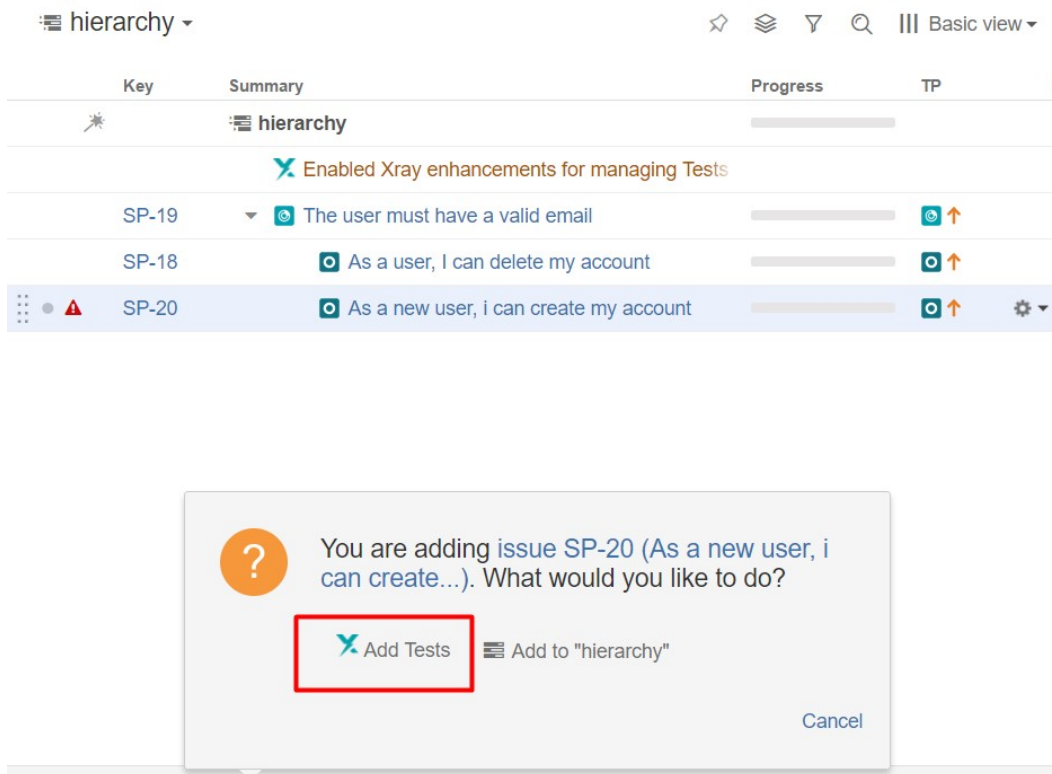 hierarchy
Basic view
Key Summary Progress TP
hierarchy
Enabled Xray enhancements for managing Tests
SP-19 The user must have a valid email
SP-18 As a user, I can delete my account
SP-20 As a new user, i can create my account
?
You are adding issue SP-20 (As a new user, i
can create...). What would you like to do?
Add Tests Add to "hierarchy"
Cancel